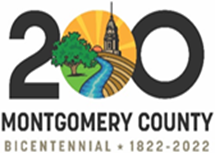 200
MONTGOMERY COUNTY
BICENTENNIAL ★ 1822-2022